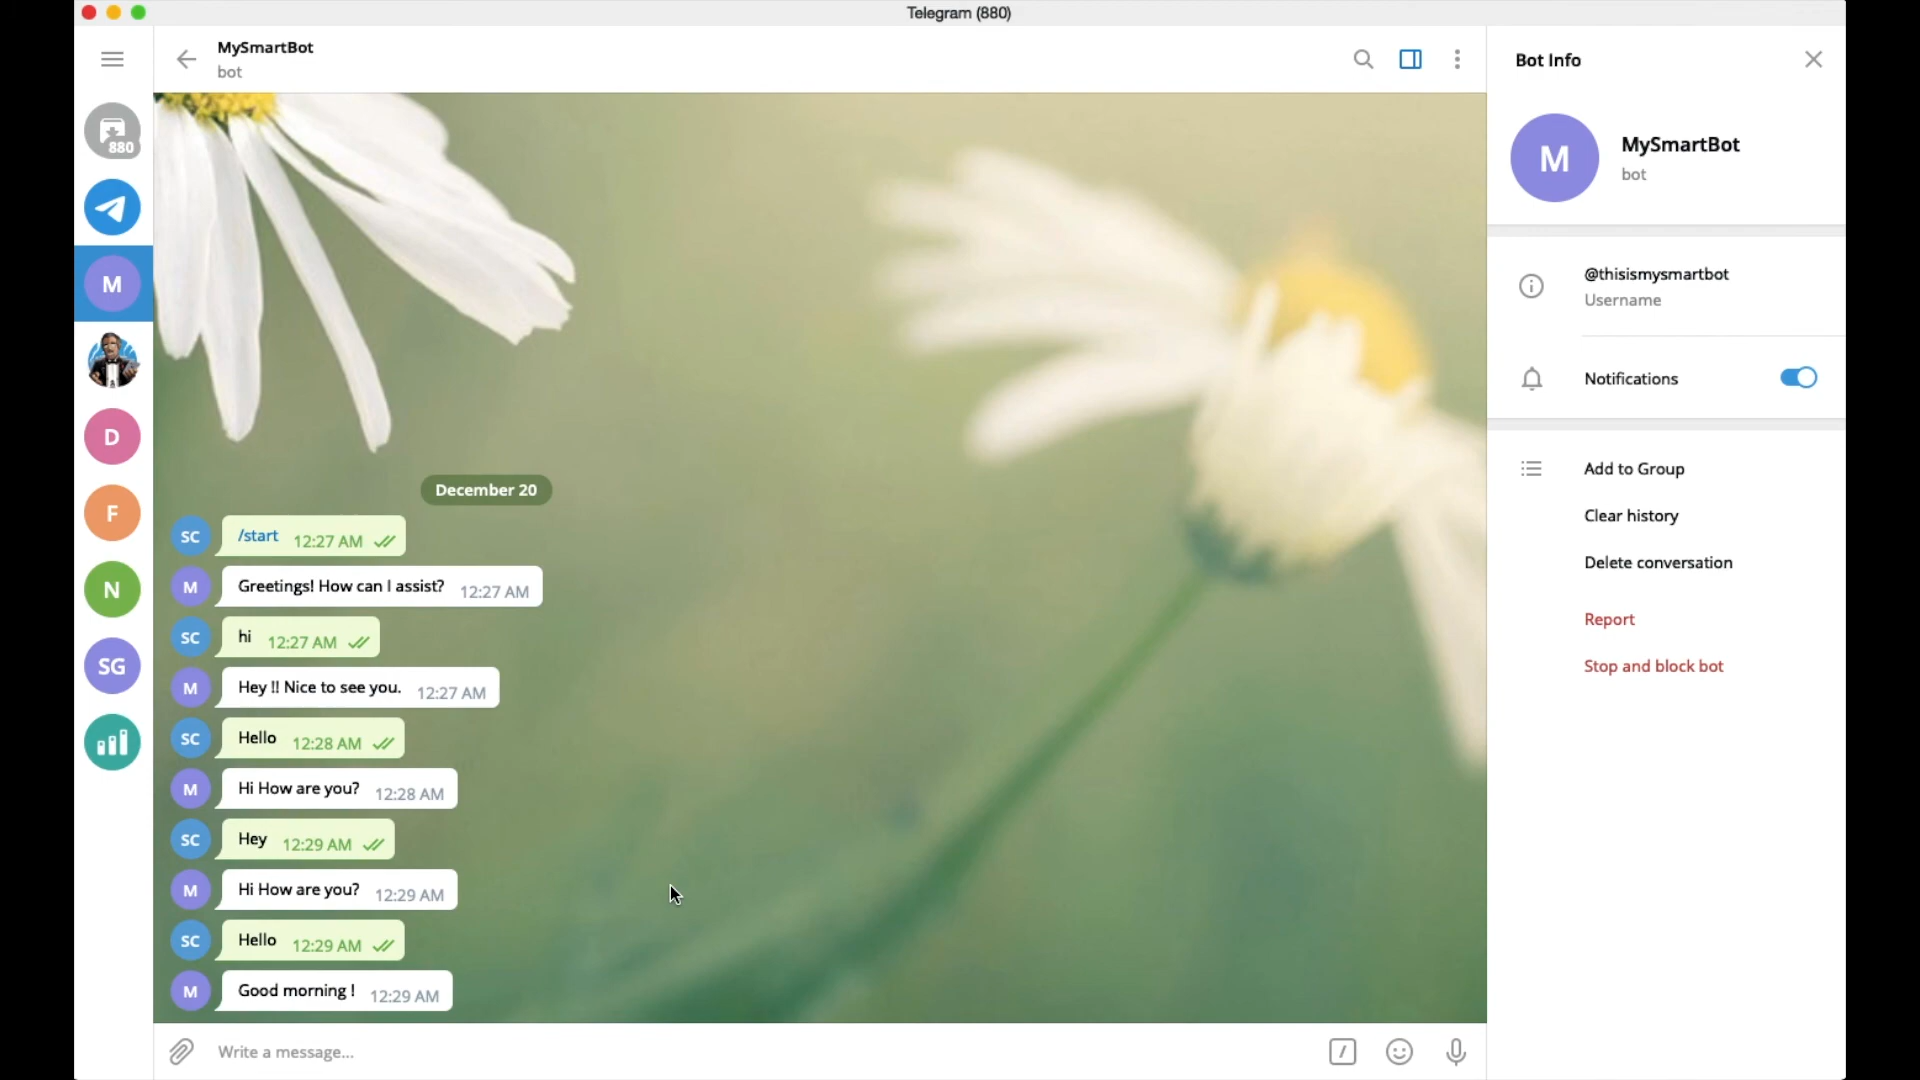 Telegram (880)
MySmartBot
bot
880
M
D
F
N
SG
December 20
SC
/start 12:27 AM
M
Greetings! How can I assist? 12:27 AM
SC
hi 12:27 AM
M
Hey !! Nice to see you. 12:27 AM
SC
Hello 12:28 AM
M
Hi How are you? 12:28 AM
SC
Hey 12:29 AM
M
Hi How are you? 12:29 AM
SC
Hello 12:29 AM
M
Good morning ! 12:29 AM
Write a message...
Bot Info
M
MySmartBot
bot
@thisismysmartbot
Username
Notifications
Add to Group
Clear history
Delete conversation
Report
Stop and block bot